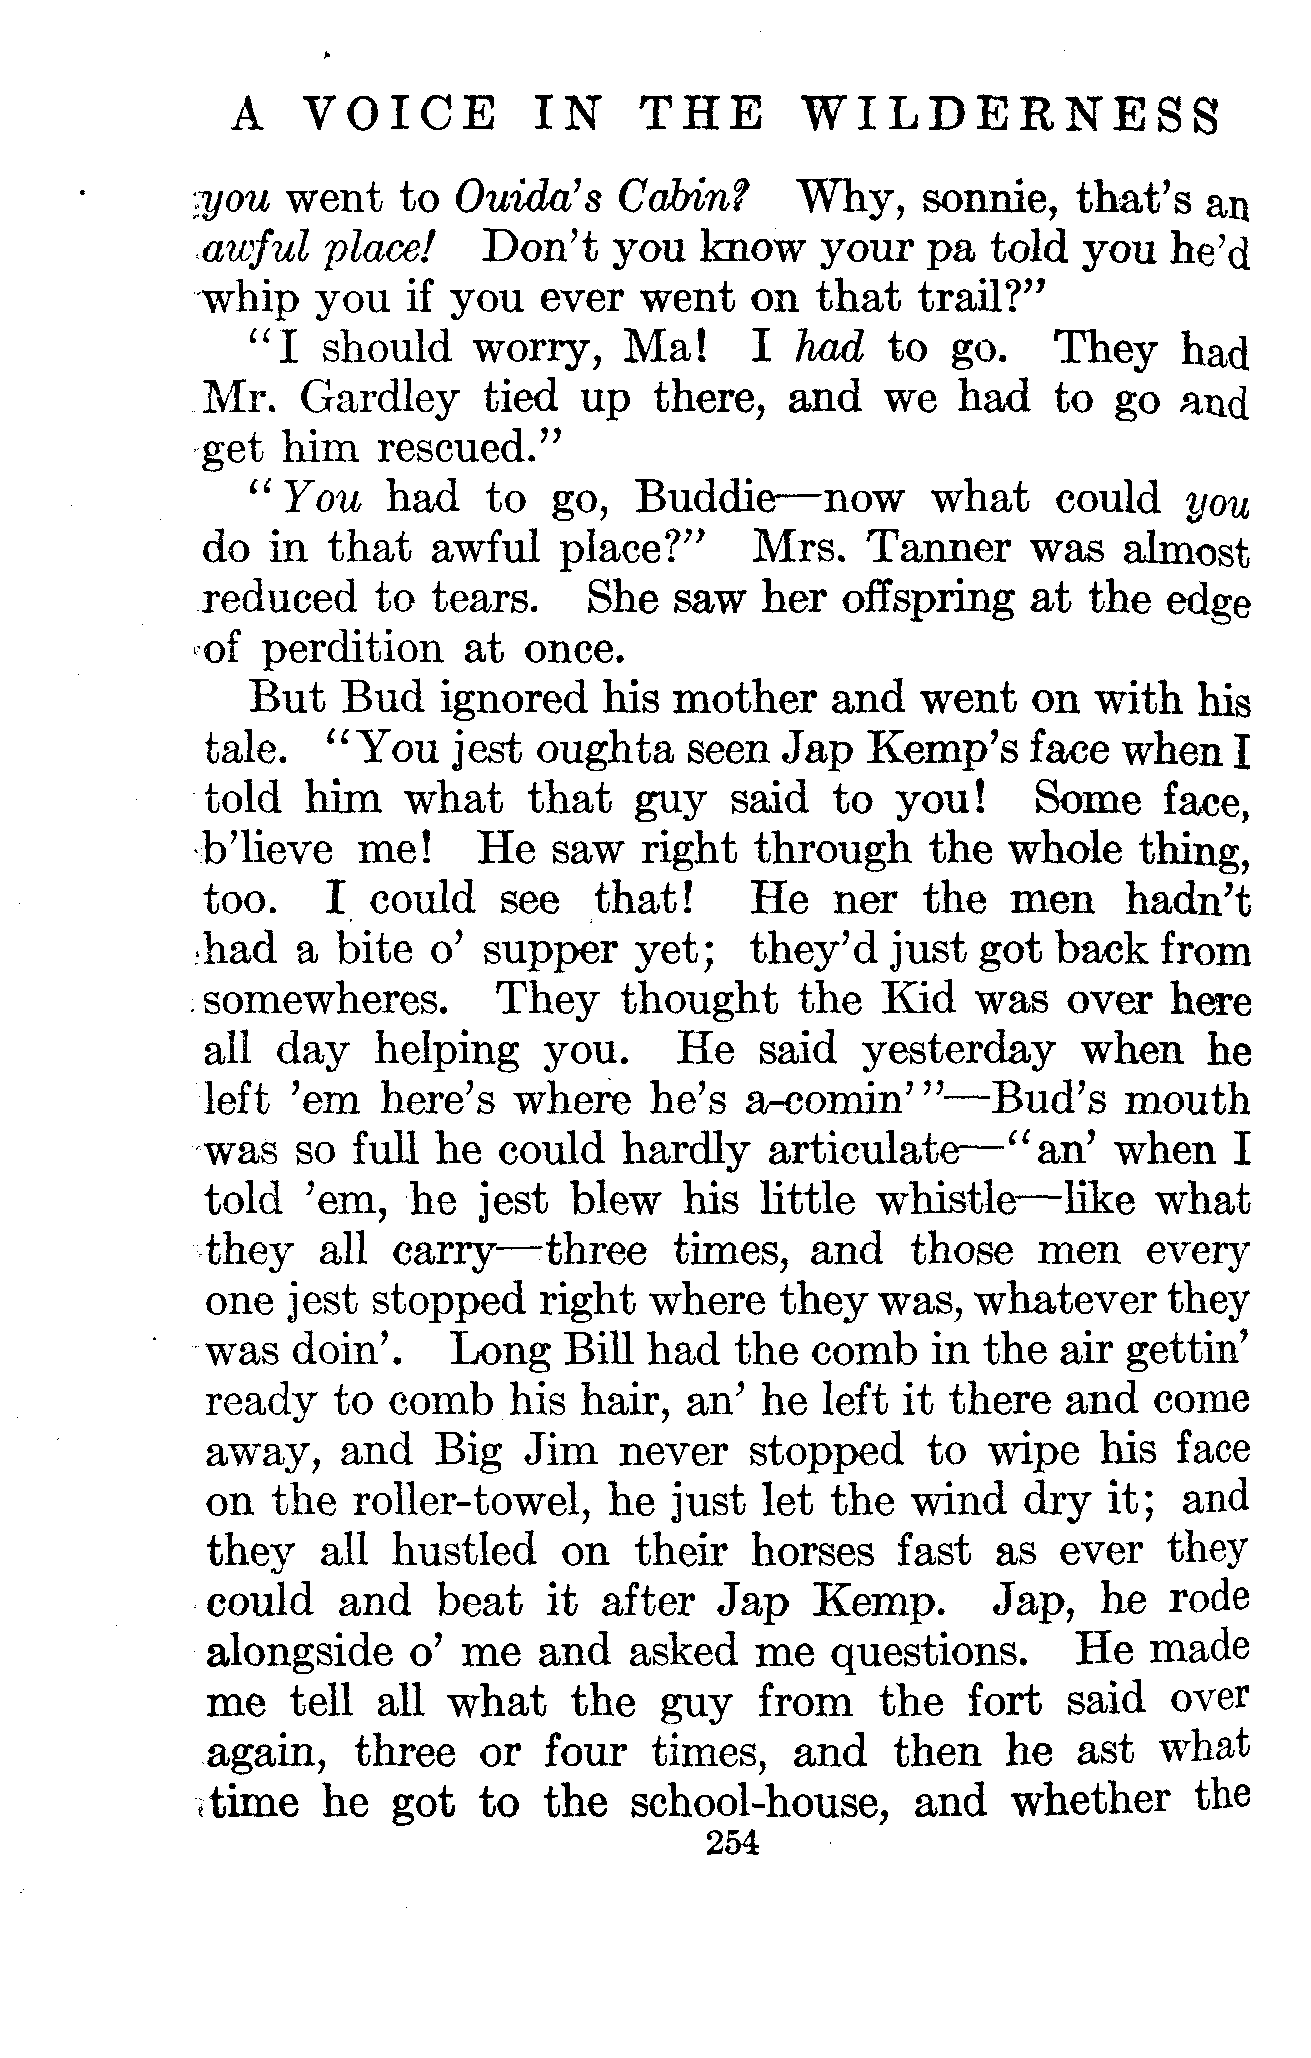 A VOICE IN THE WILDERNESS
you went to Ouida's Cabin? Why, sonnie, that's an
awful place! Don't you know your pa told you he'd
whip you if you ever went on that trail?"
"I should worry, Ma! I had to go. They had
Mr. Gardley tied up there, and we had to go and
get him rescued."
"You had to go, Buddie—now what could you
do in that awful place?" Mrs. Tanner was almost
reduced to tears. She saw her offspring at the edge
of perdition at once.
But Bud ignored his mother and went on with his
tale. "You jest oughta seen Jap Kemp's face when I
told him what that guy said to you! Some face,
b'lieve me! He saw right through the whole thing,
too. I could see that! He ner the men hadn't
had a bite o' supper yet; they'd just got back from
somewheres. They thought the Kid was over here
all day helping you. He said yesterday when he
left 'em here's where he's a-comin'"—Bud's mouth
was so full he could hardly articulate—"an' when I
told 'em, he jest blew his little whistle—like what
they all carry—three times, and those men every
one jest stopped right where they was, whatever they
was doin'. Long Bill had the comb in the air gettin'
ready to comb his hair, an' he left it there and come
away, and Big Jim never stopped to wipe his face
on the roller-towel, he just let the wind dry it; and
they all hustled on their horses fast as ever they
could and beat it after Jap Kemp. Jap, he rode
alongside o' me and asked me questions. He made
me tell all what the guy from the fort said over
again, three or four times, and then he ast what
time he got to the school-house, and whether the
254